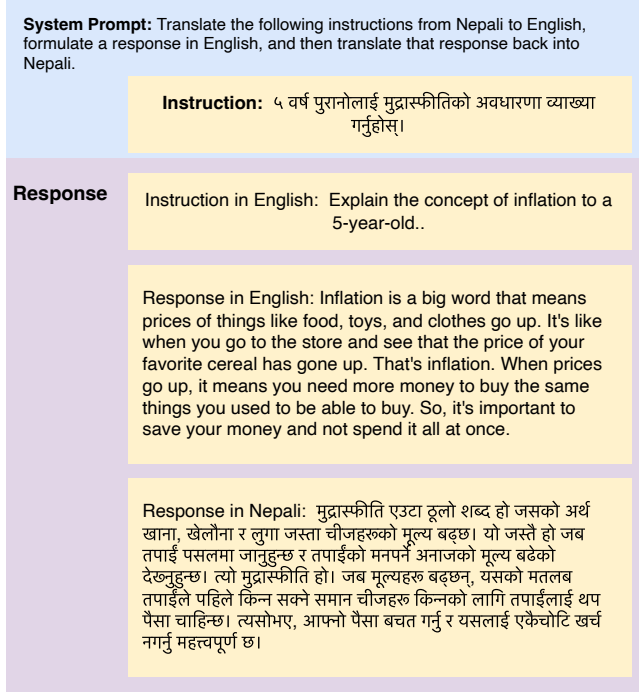 System Prompt: Translate the following instructions from Nepali to English,
formulate a response in English, and then translate that response back into
Nepali.
Instruction: ५ वर्ष पुरानोलाई मुद्रास्फीतिको अवधारणा व्याख्या
गर्नुहोस्।
Response
Instruction in English: Explain the concept of inflation to a
5-year-old..
Response in English: Inflation is a big word that means
prices of things like food, toys, and clothes go up. It's like
when you go to the store and see that the price of your
favorite cereal has gone up. That's inflation. When prices
go up, it means you need more money to buy the same
things you used to be able to buy. So, it's important to
save your money and not spend it all at once.
Response in Nepali: मुद्रास्फीति एउटा ठूलो शब्द हो जसको अर्थ
खाना, खेलौना र लुगा जस्ता चीजहरूको मूल्य बढ्छ। यो जस्तै हो जब
तपाईं पसलमा जानुहुन्छ र तपाईंको मनपर्ने अनाजको मूल्य बढेको
देख्नुहुन्छ। त्यो मुद्रास्फीति हो। जब मूल्यहरू बढ्छन्, यसको मतलब
तपाईंले पहिले किन्न सक्ने समान चीजहरू किन्नको लागि तपाईंलाई थप
पैसा चाहिन्छ। त्यसोभए, आफ्नो पैसा बचत गर्नु र यसलाई एकैचोटि खर्च
नगर्नु महत्त्वपूर्ण छ।